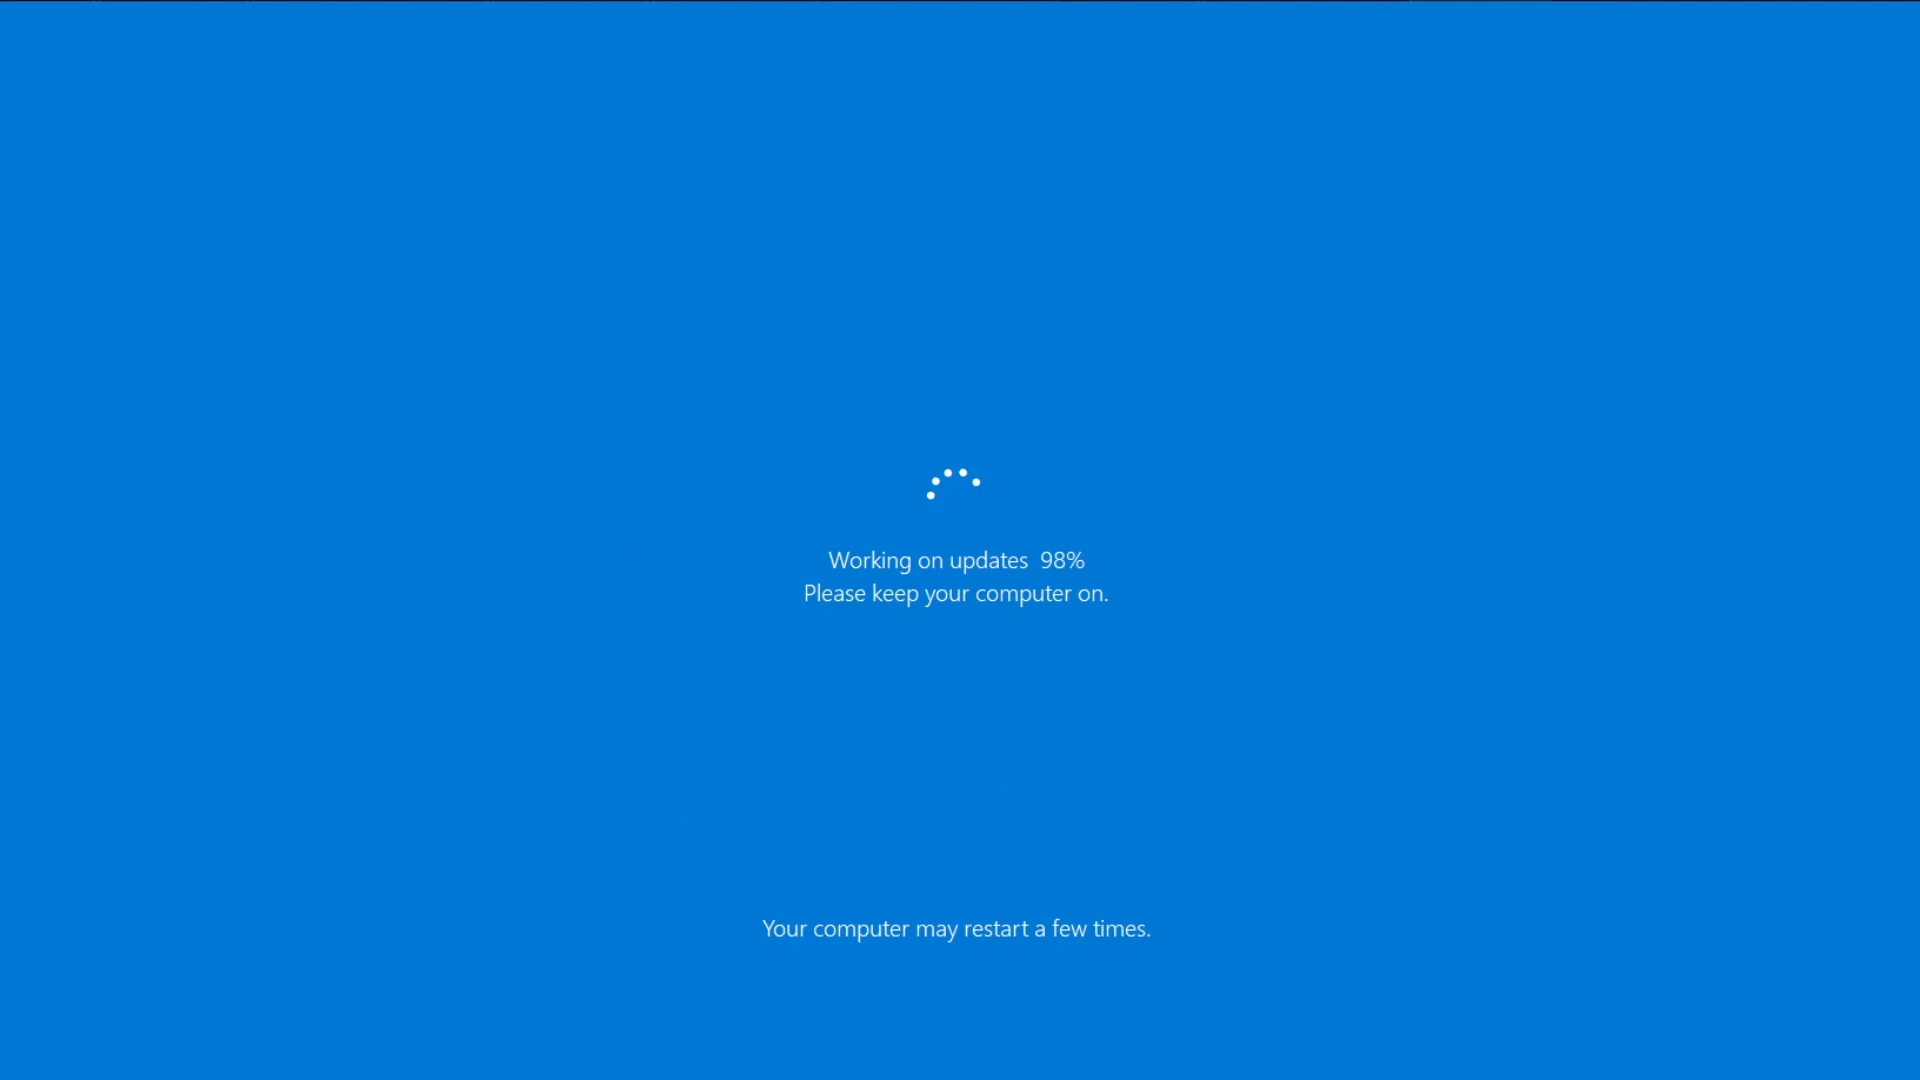 Working on updates  98%
Please keep your computer on.
Your computer may restart a few times.